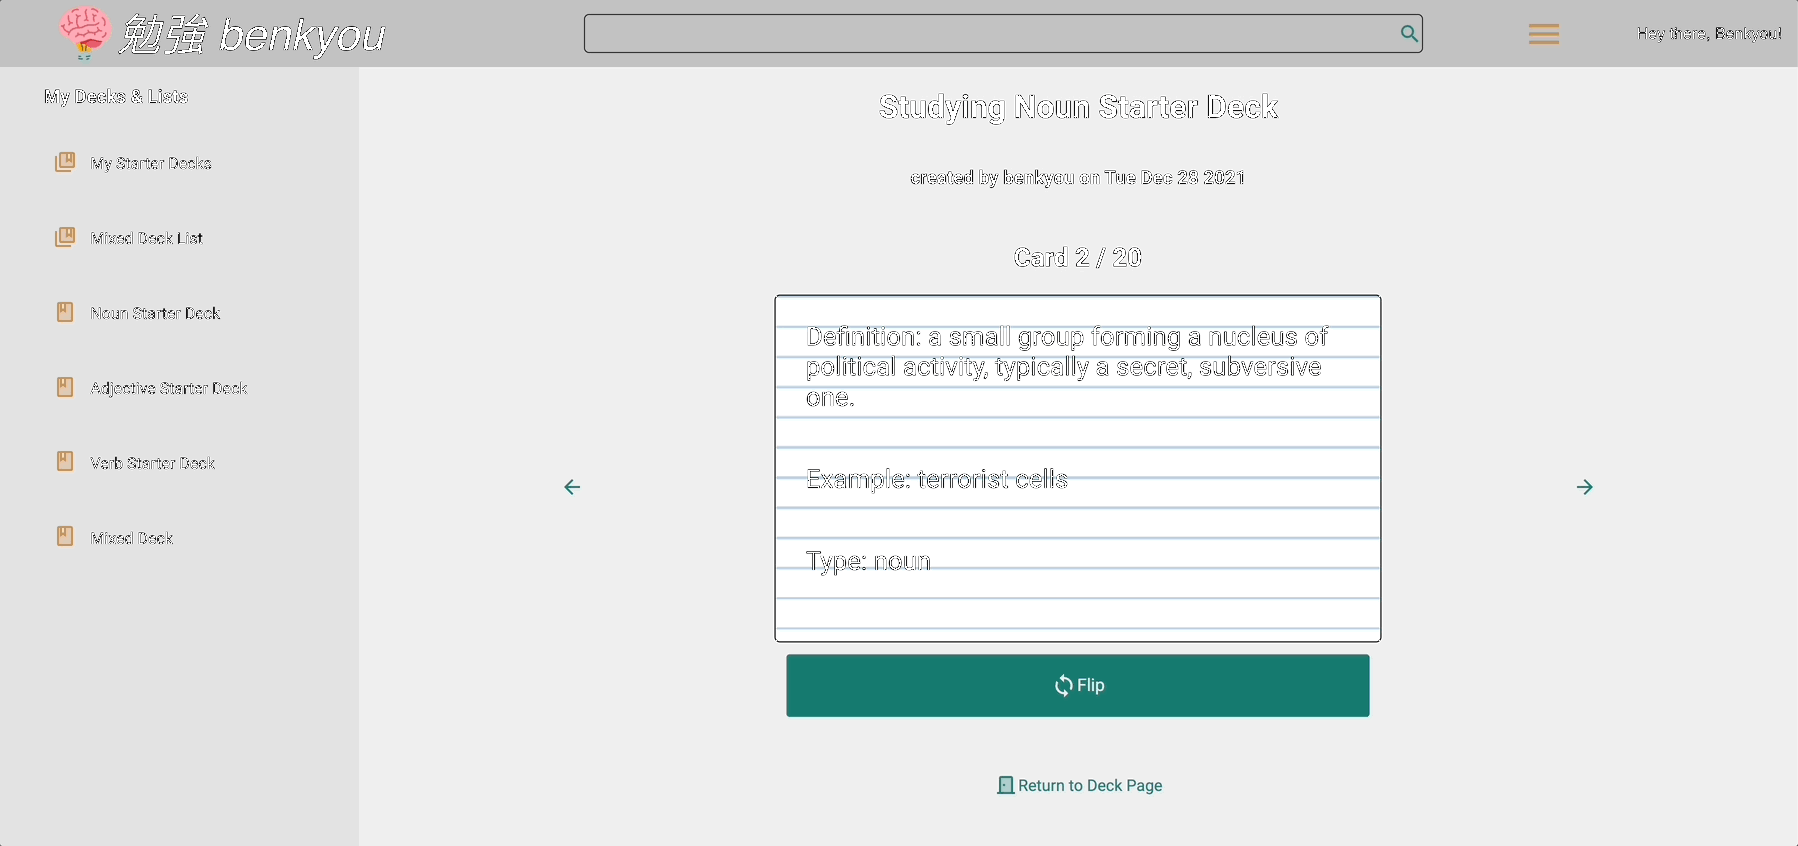 勉強 benkyou
Hey there, Benkyou!
My Decks & Lists
My Starter Decks
Mixed Deck List
Noun Starter Deck
Adjective Starter Deck
Verb Starter Deck
Mixed Deck
Studying Noun Starter Deck
created by benkyou on Tue Dec 28 2021
Card 2 / 20
Definition: a small group forming a nucleus of
political activity, typically a secret, subversive
one.
Example: terrorist cells
Type: noun
Flip
Return to Deck Page